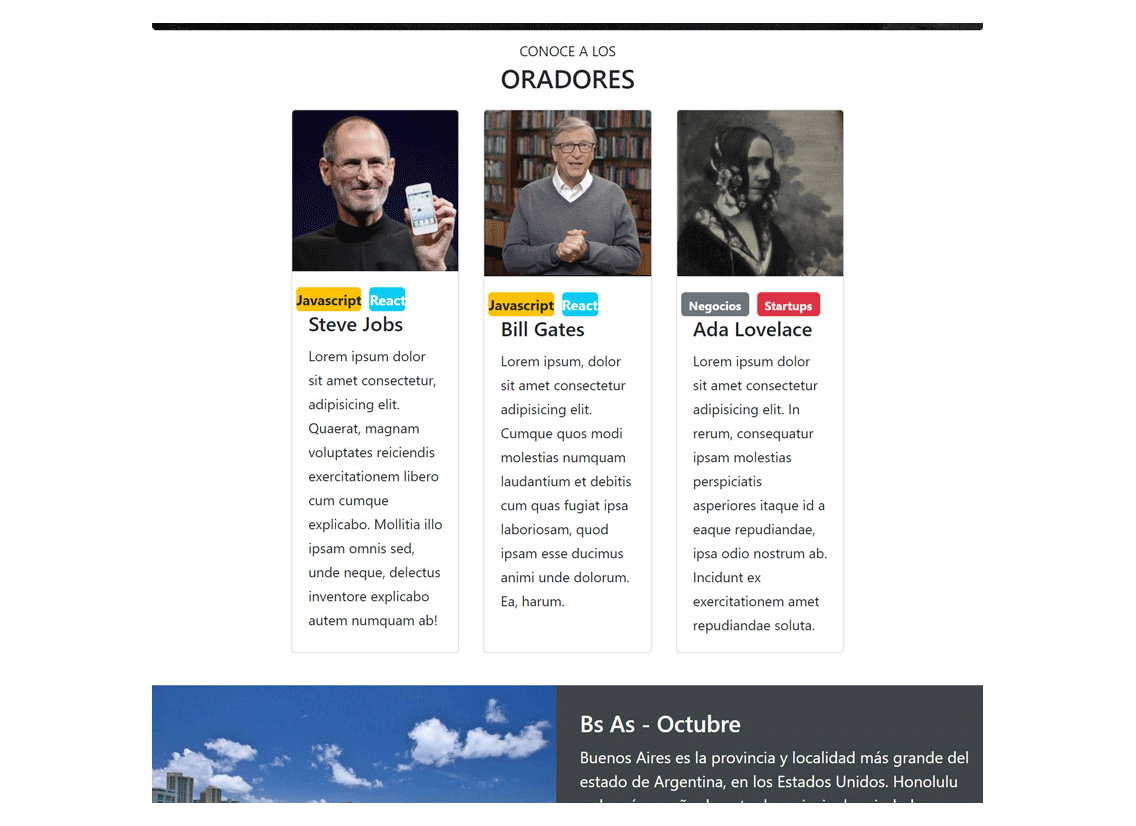 CONOCE A LOS
ORADORES
Javascript React
Steve Jobs
Lorem ipsum dolor
sit amet consectetur,
adipisicing elit.
Quaerat, magnam
voluptates reiciendis
exercitationem libero
cum cumque
explicabo. Mollitia illo
ipsam omnis sed,
unde neque, delectus
inventore explicabo
autem numquam ab!
Javascript React
Bill Gates
Lorem ipsum, dolor
sit amet consectetur
adipisicing elit.
Cumque quos modi
molestias numquam
laudantium et debitis
cum quas fugiat ipsa
laboriosam, quod
ipsam esse ducimus
animi unde dolorum.
Ea, harum.
Negocios Startups
Ada Lovelace
Lorem ipsum dolor
sit amet consectetur
adipisicing elit. In
rerum, consequatur
ipsam molestias
perspiciatis
asperiores itaque id a
eaque repudiandae,
ipsa odio nostrum ab.
Incidunt ex
exercitationem amet
repudiandae soluta.
Bs As - Octubre
Buenos Aires es la provincia y localidad más grande del
estado de Argentina, en los Estados Unidos. Honolulu